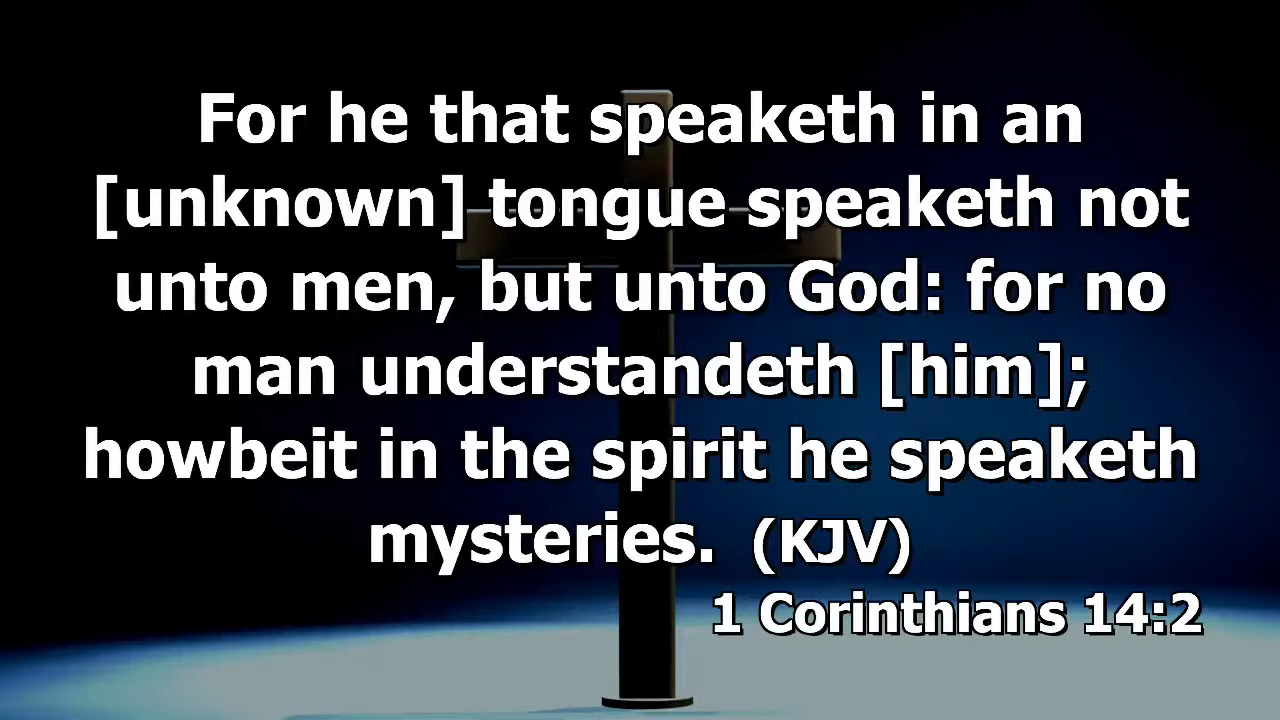 For he that speaketh in an
[unknown] tongue speaketh not
unto men, but unto God: for no
man understandeth [him];
howbeit in the spirit he speaketh
mysteries. (KJV)
1 Corinthians 14:2